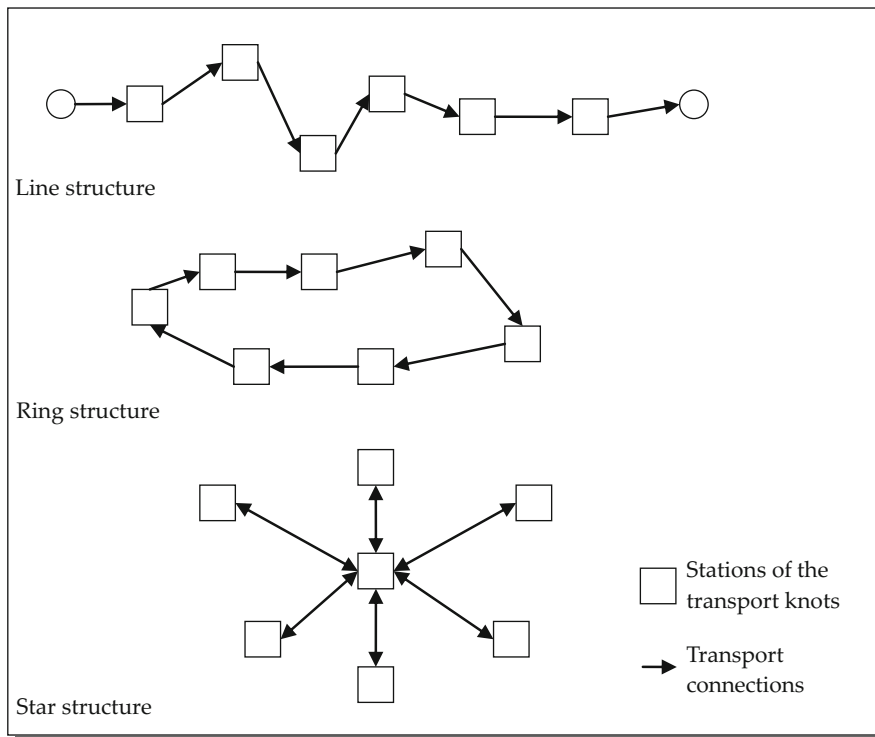 Line structure
Ring structure
Stations of the
transport knots
Transport
connections
Star structure